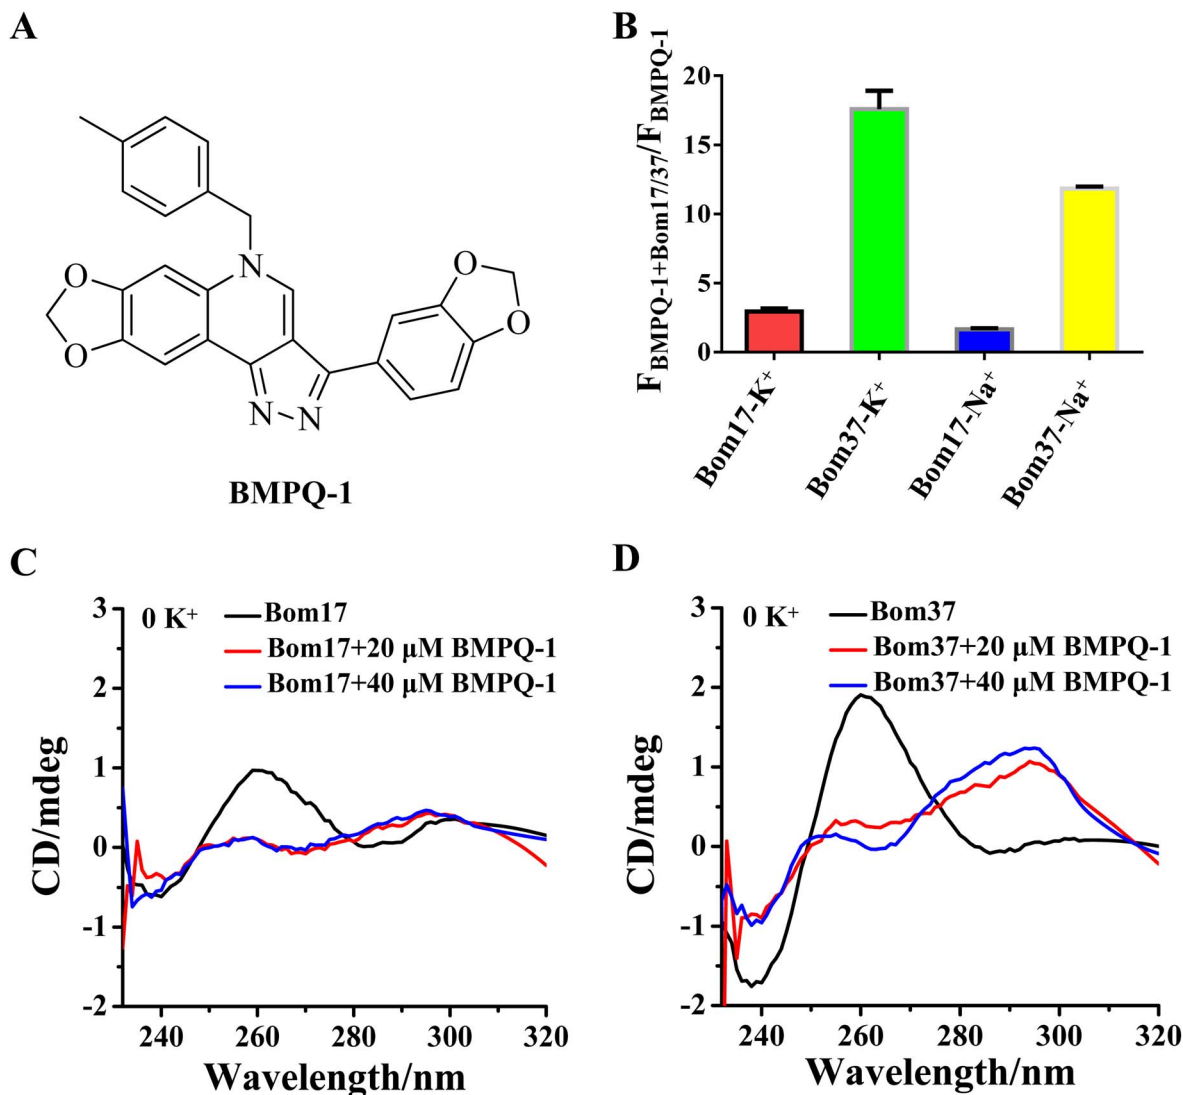 A
N
O
O
O
O
N
N
BMPQ-1
B
F_BMPQ-1+Bom17/37/F_BMPQ-1
20
15
10
5
0
Bom17-K⁺
Bom37-K⁺
Bom17-Na⁺
Bom37-Na⁺
C
0 K⁺
Bom17
Bom17+20 μM BMPQ-1
Bom17+40 μM BMPQ-1
CD/mdeg
3
2
1
0
-1
-2
240 260 280 300 320
Wavelength/nm
D
0 K⁺
Bom37
Bom37+20 μM BMPQ-1
Bom37+40 μM BMPQ-1
CD/mdeg
3
2
1
0
-1
-2
240 260 280 300 320
Wavelength/nm